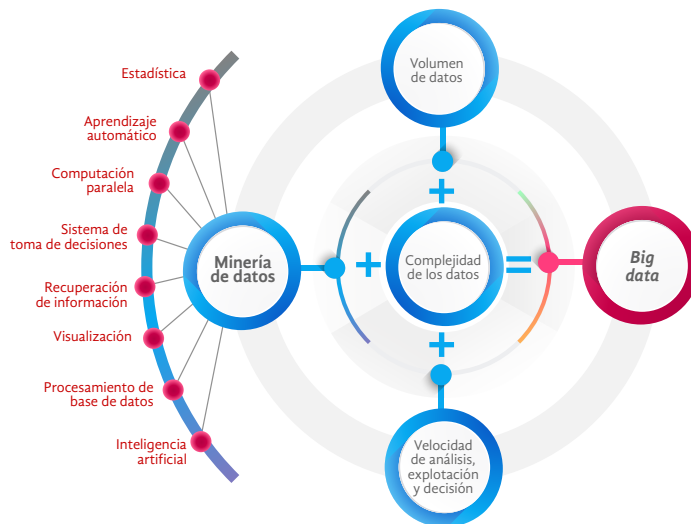 Estadística
Aprendizaje
automático
Computación
paralela
Sistema de
toma de decisiones
Recuperación
de información
Visualización
Procesamiento de
base de datos
Inteligencia
artificial
Minería
de datos
Volumen
de datos
+
+
Complejidad
de los datos
=
+
Velocidad
de análisis,
explotación
y decisión
Big
data